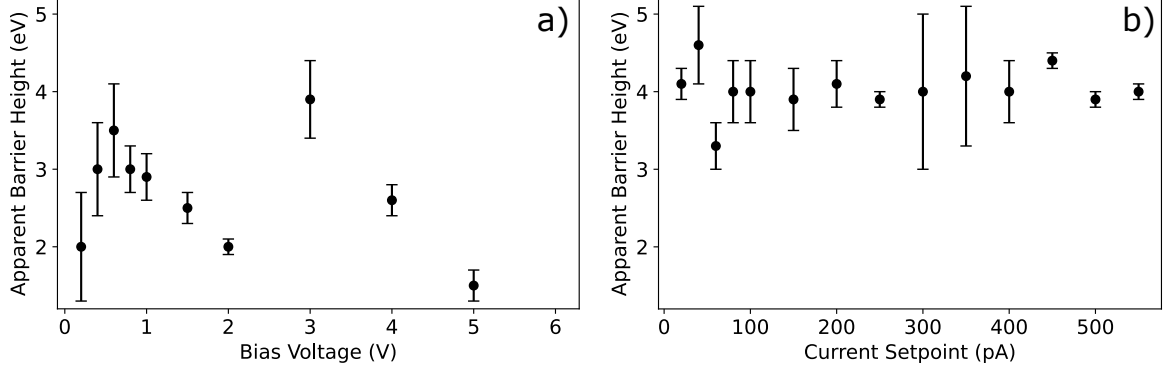 a)
Apparent Barrier Height (eV)
5
4
3
2
0 1 2 3 4 5 6
Bias Voltage (V)
b)
Apparent Barrier Height (eV)
5
4
3
2
0 100 200 300 400 500
Current Setpoint (pA)